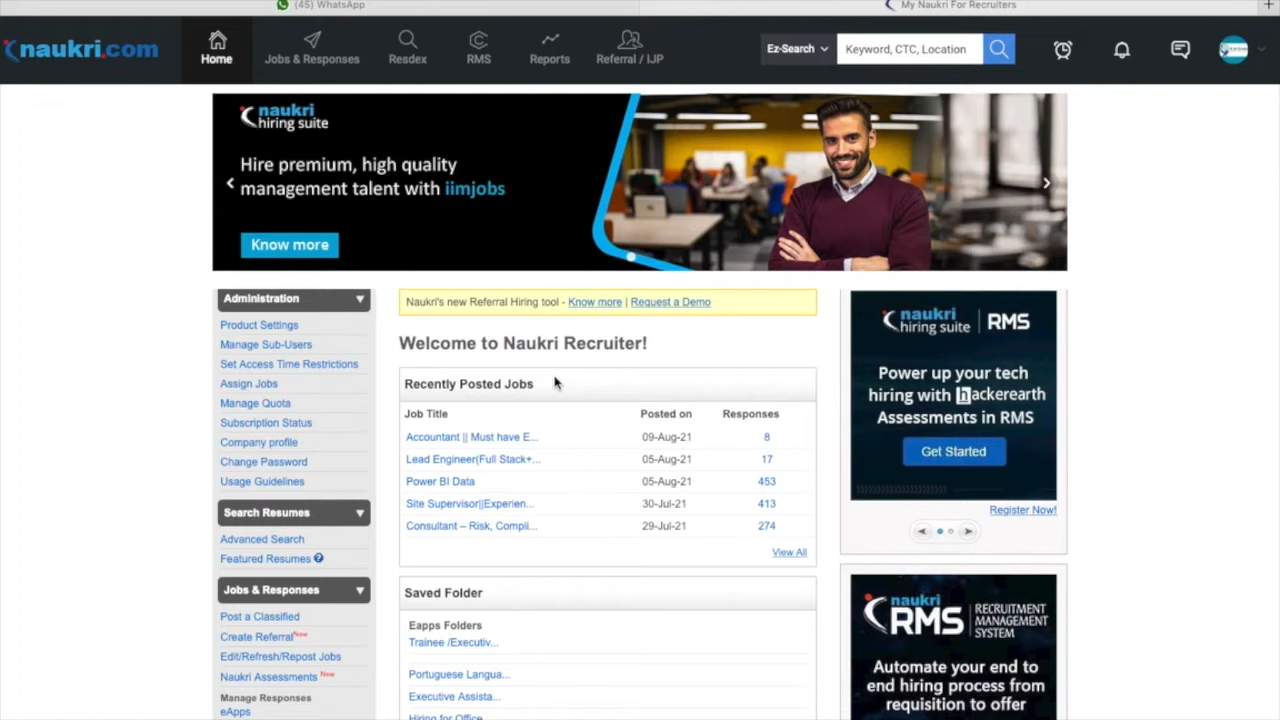 (45) WhatsApp
My Naukri For Recruiters
naukri.com
Home
Jobs & Responses
Resdex
RMS
Reports
Referral / IJP
Ez-Search
Keyword, CTC, Location
naukri
hiring suite
Hire premium, high quality
management talent with iimjobs
Know more
Administration
Product Settings
Manage Sub-Users
Set Access Time Restrictions
Assign Jobs
Manage Quota
Subscription Status
Company profile
Change Password
Usage Guidelines
Search Resumes
Advanced Search
Featured Resumes
Jobs & Responses
Post a Classified
Create Referral New
Edit/Refresh/Repost Jobs
Naukri Assessments New
Manage Responses
eApps
Naukri's new Referral Hiring tool - Know more | Request a Demo
Welcome to Naukri Recruiter!
Recently Posted Jobs
Job Title Posted on Responses
Accountant || Must have E... 09-Aug-21 8
Lead Engineer(Full Stack+... 05-Aug-21 17
Power BI Data 05-Aug-21 453
Site Supervisor||Experien... 30-Jul-21 413
Consultant – Risk, Compli... 29-Jul-21 274
View All
Saved Folder
Eapps Folders
Trainee /Executiv...
Portuguese Langua...
Executive Assista...
Hiring for Office
naukri
hiring suite | RMS
Power up your tech
hiring with hackerearth
Assessments in RMS
Get Started
Register Now!
naukri
RMS RECRUITMENT
MANAGEMENT
SYSTEM
Automate your end to
end hiring process from
requisition to offer